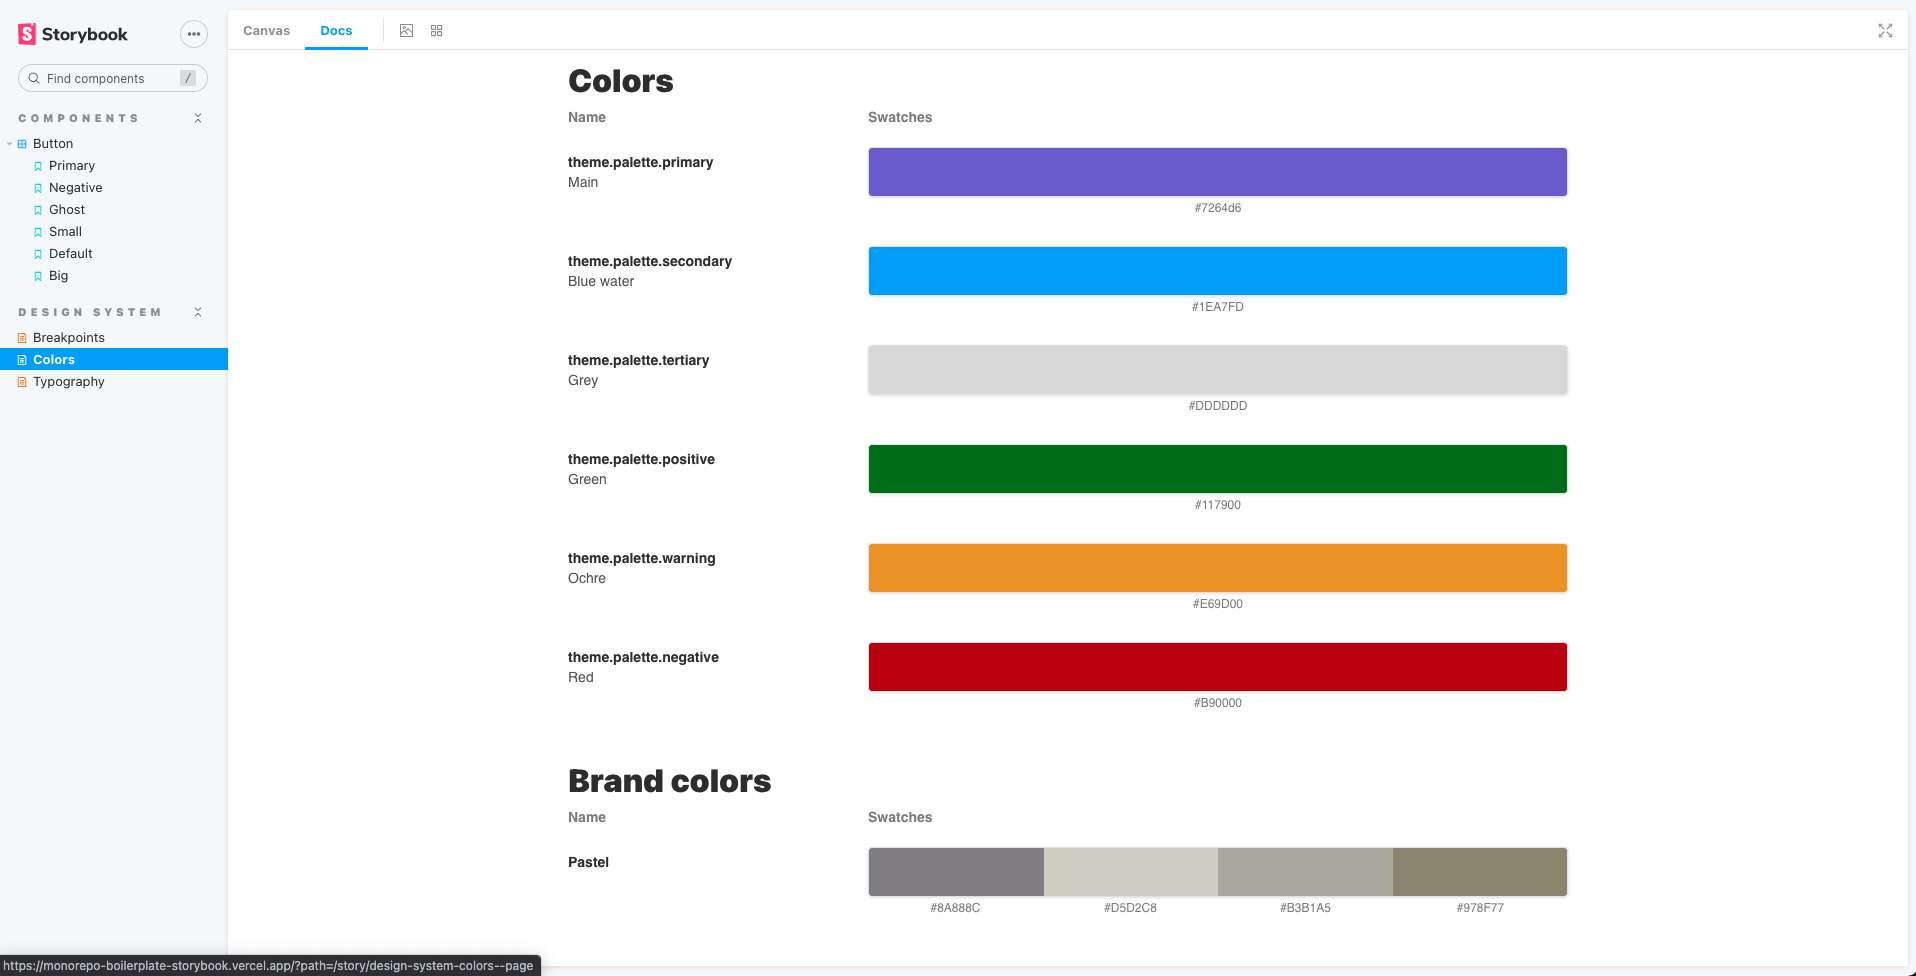 Storybook
Find components /
COMPONENTS
Button
Primary
Negative
Ghost
Small
Default
Big
DESIGN SYSTEM
Breakpoints
Colors
Typography
Canvas Docs
Colors
Name Swatches
theme.palette.primary
Main
#7264d6
theme.palette.secondary
Blue water
#1EA7FD
theme.palette.tertiary
Grey
#DDDDDD
theme.palette.positive
Green
#117900
theme.palette.warning
Ochre
#E69D00
theme.palette.negative
Red
#B90000
Brand colors
Name Swatches
Pastel
#8A888C #D5D2C8 #B3B1A5 #978F77
https://monorepo-boilerplate-storybook.vercel.app/?path=/story/design-system-colors--page